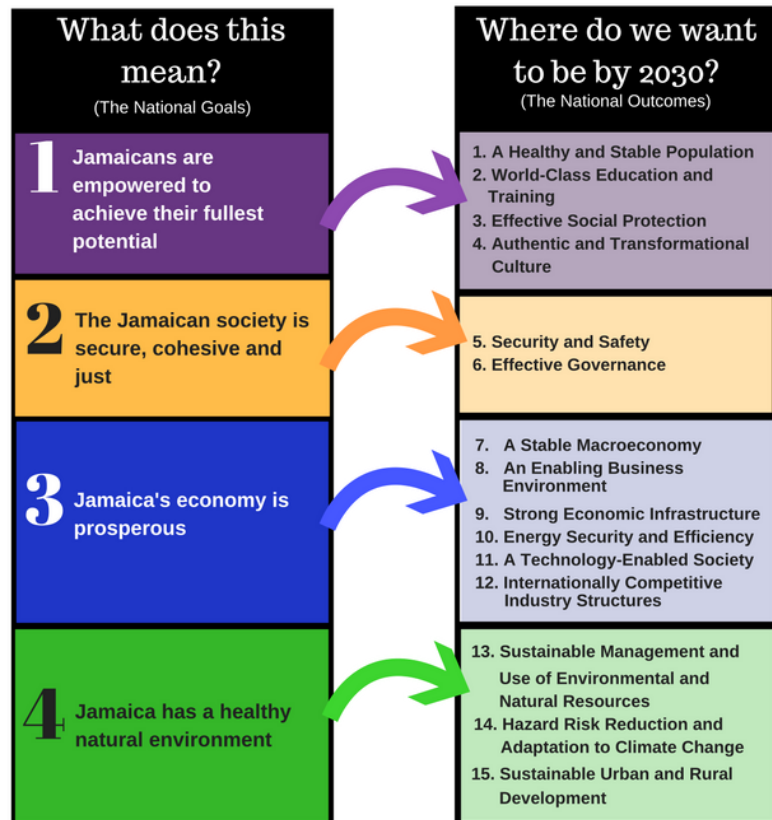 What does this
mean?
(The National Goals)
1
Jamaicans are
empowered to
achieve their fullest
potential
2
The Jamaican society is
secure, cohesive and
just
3
Jamaica's economy is
prosperous
4
Jamaica has a healthy
natural environment
Where do we want
to be by 2030?
(The National Outcomes)
1. A Healthy and Stable Population
2. World-Class Education and
Training
3. Effective Social Protection
4. Authentic and Transformational
Culture
5. Security and Safety
6. Effective Governance
7. A Stable Macroeconomy
8. An Enabling Business
Environment
9. Strong Economic Infrastructure
10. Energy Security and Efficiency
11. A Technology-Enabled Society
12. Internationally Competitive
Industry Structures
13. Sustainable Management and
Use of Environmental and
Natural Resources
14. Hazard Risk Reduction and
Adaptation to Climate Change
15. Sustainable Urban and Rural
Development